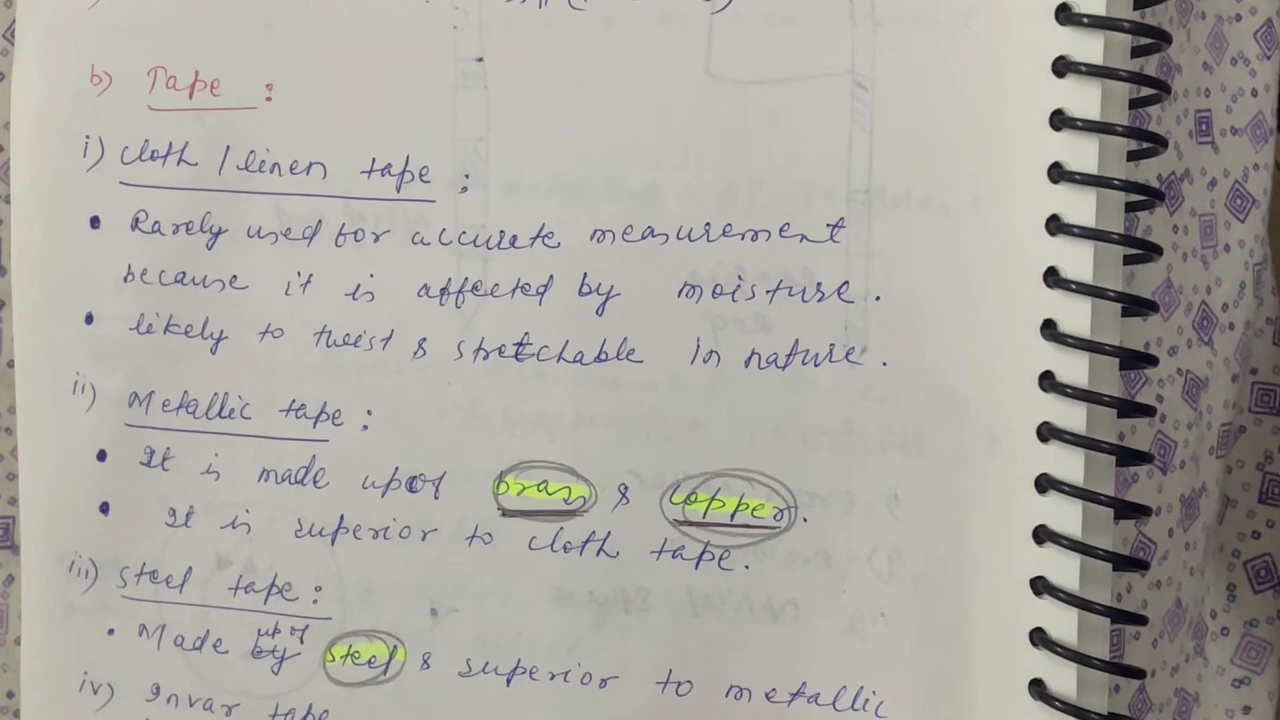 b) Tape :
i) Cloth / linen tape :
• Rarely used for accurate measurement
because it is affected by moisture.
• likely to twist & stretchable in nature.
ii) Metallic tape :
• It is made up of brass & copper.
• It is superior to cloth tape.
iii) Steel tape :
• Made up of steel & superior to metallic
iv) Invar tape